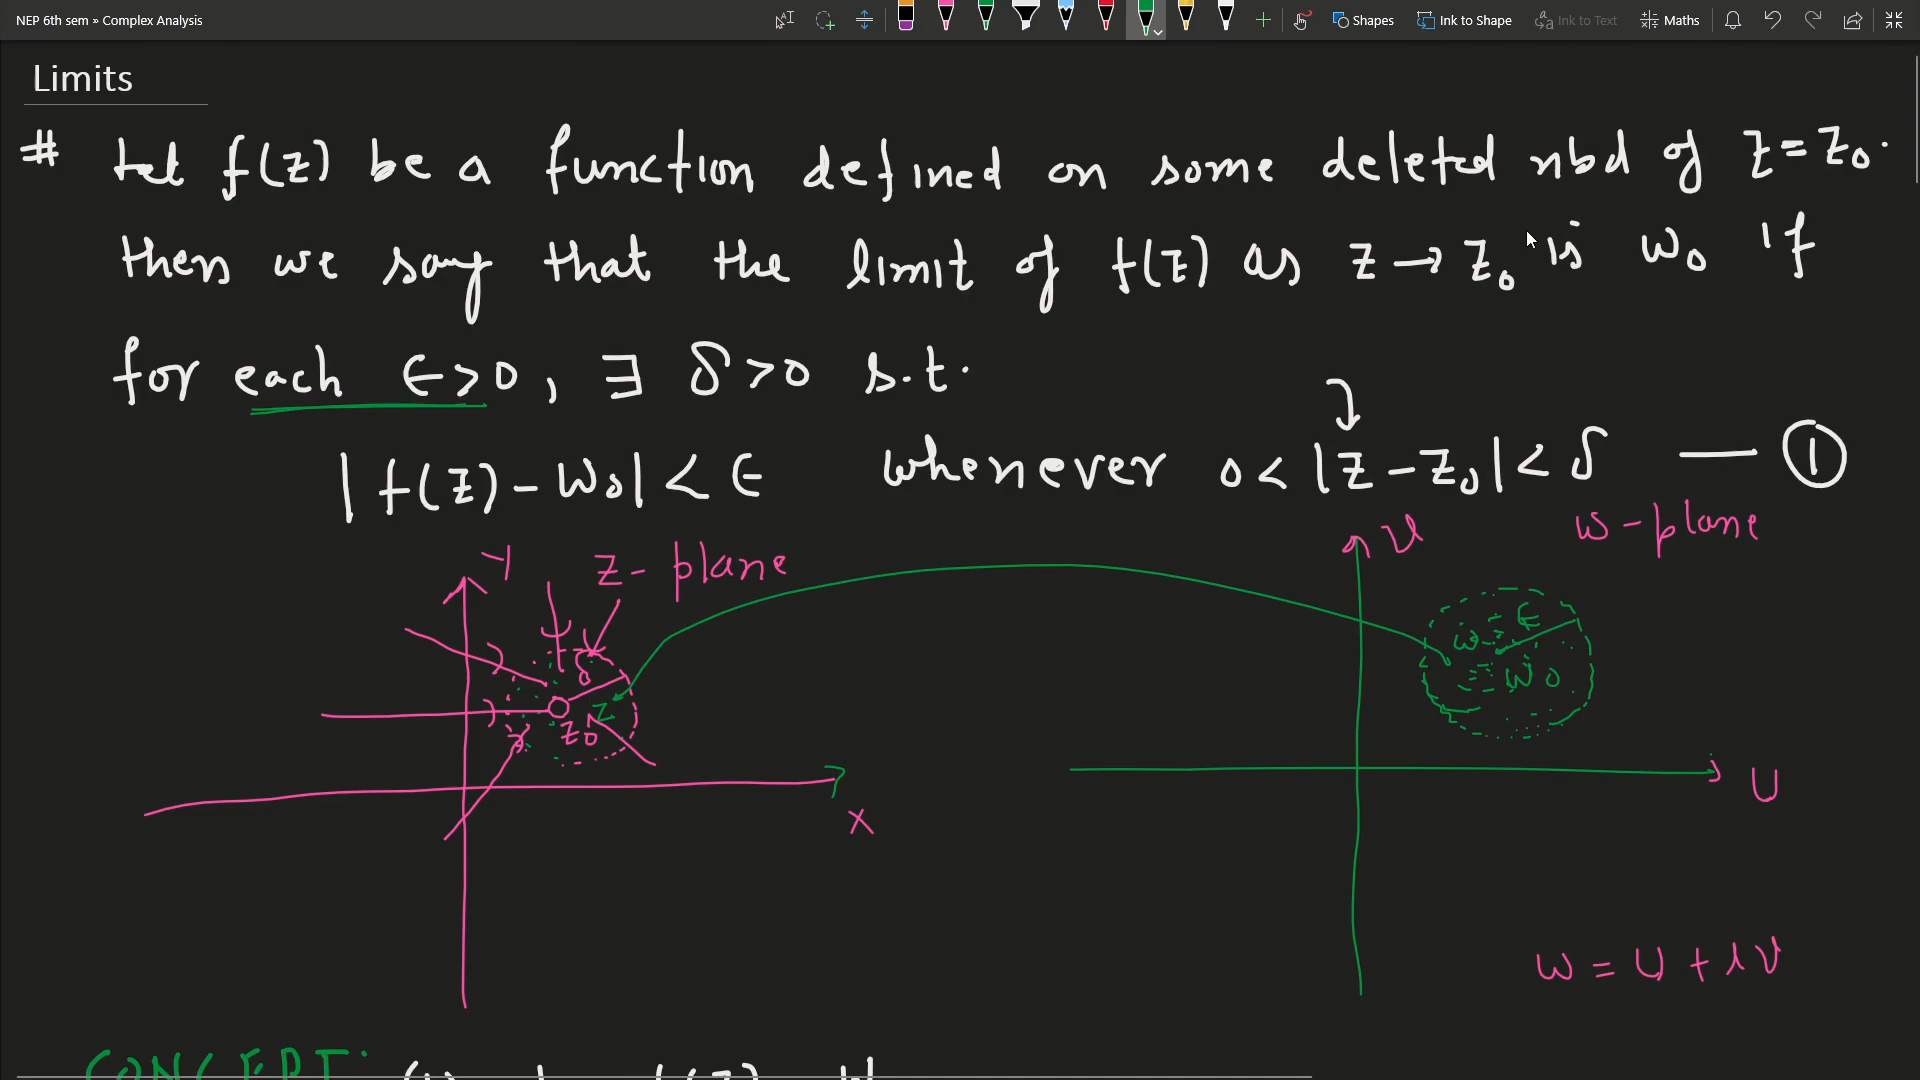 NEP 6th sem » Complex Analysis
Shapes Ink to Shape Ink to Text Maths
Limits
# Let f(z) be a function defined on some deleted nbd of z=z₀.
then we say that the limit of f(z) as z→z₀ is w₀ if
for each ϵ>0, ∃ δ>0 s.t.
|f(z)-w₀|<ϵ whenever 0<|z-z₀|<δ — ①
Y z-plane
v w-plane
δ
z
z₀
x
w ϵ
w₀
U
w = U + iv
CONCEPT: